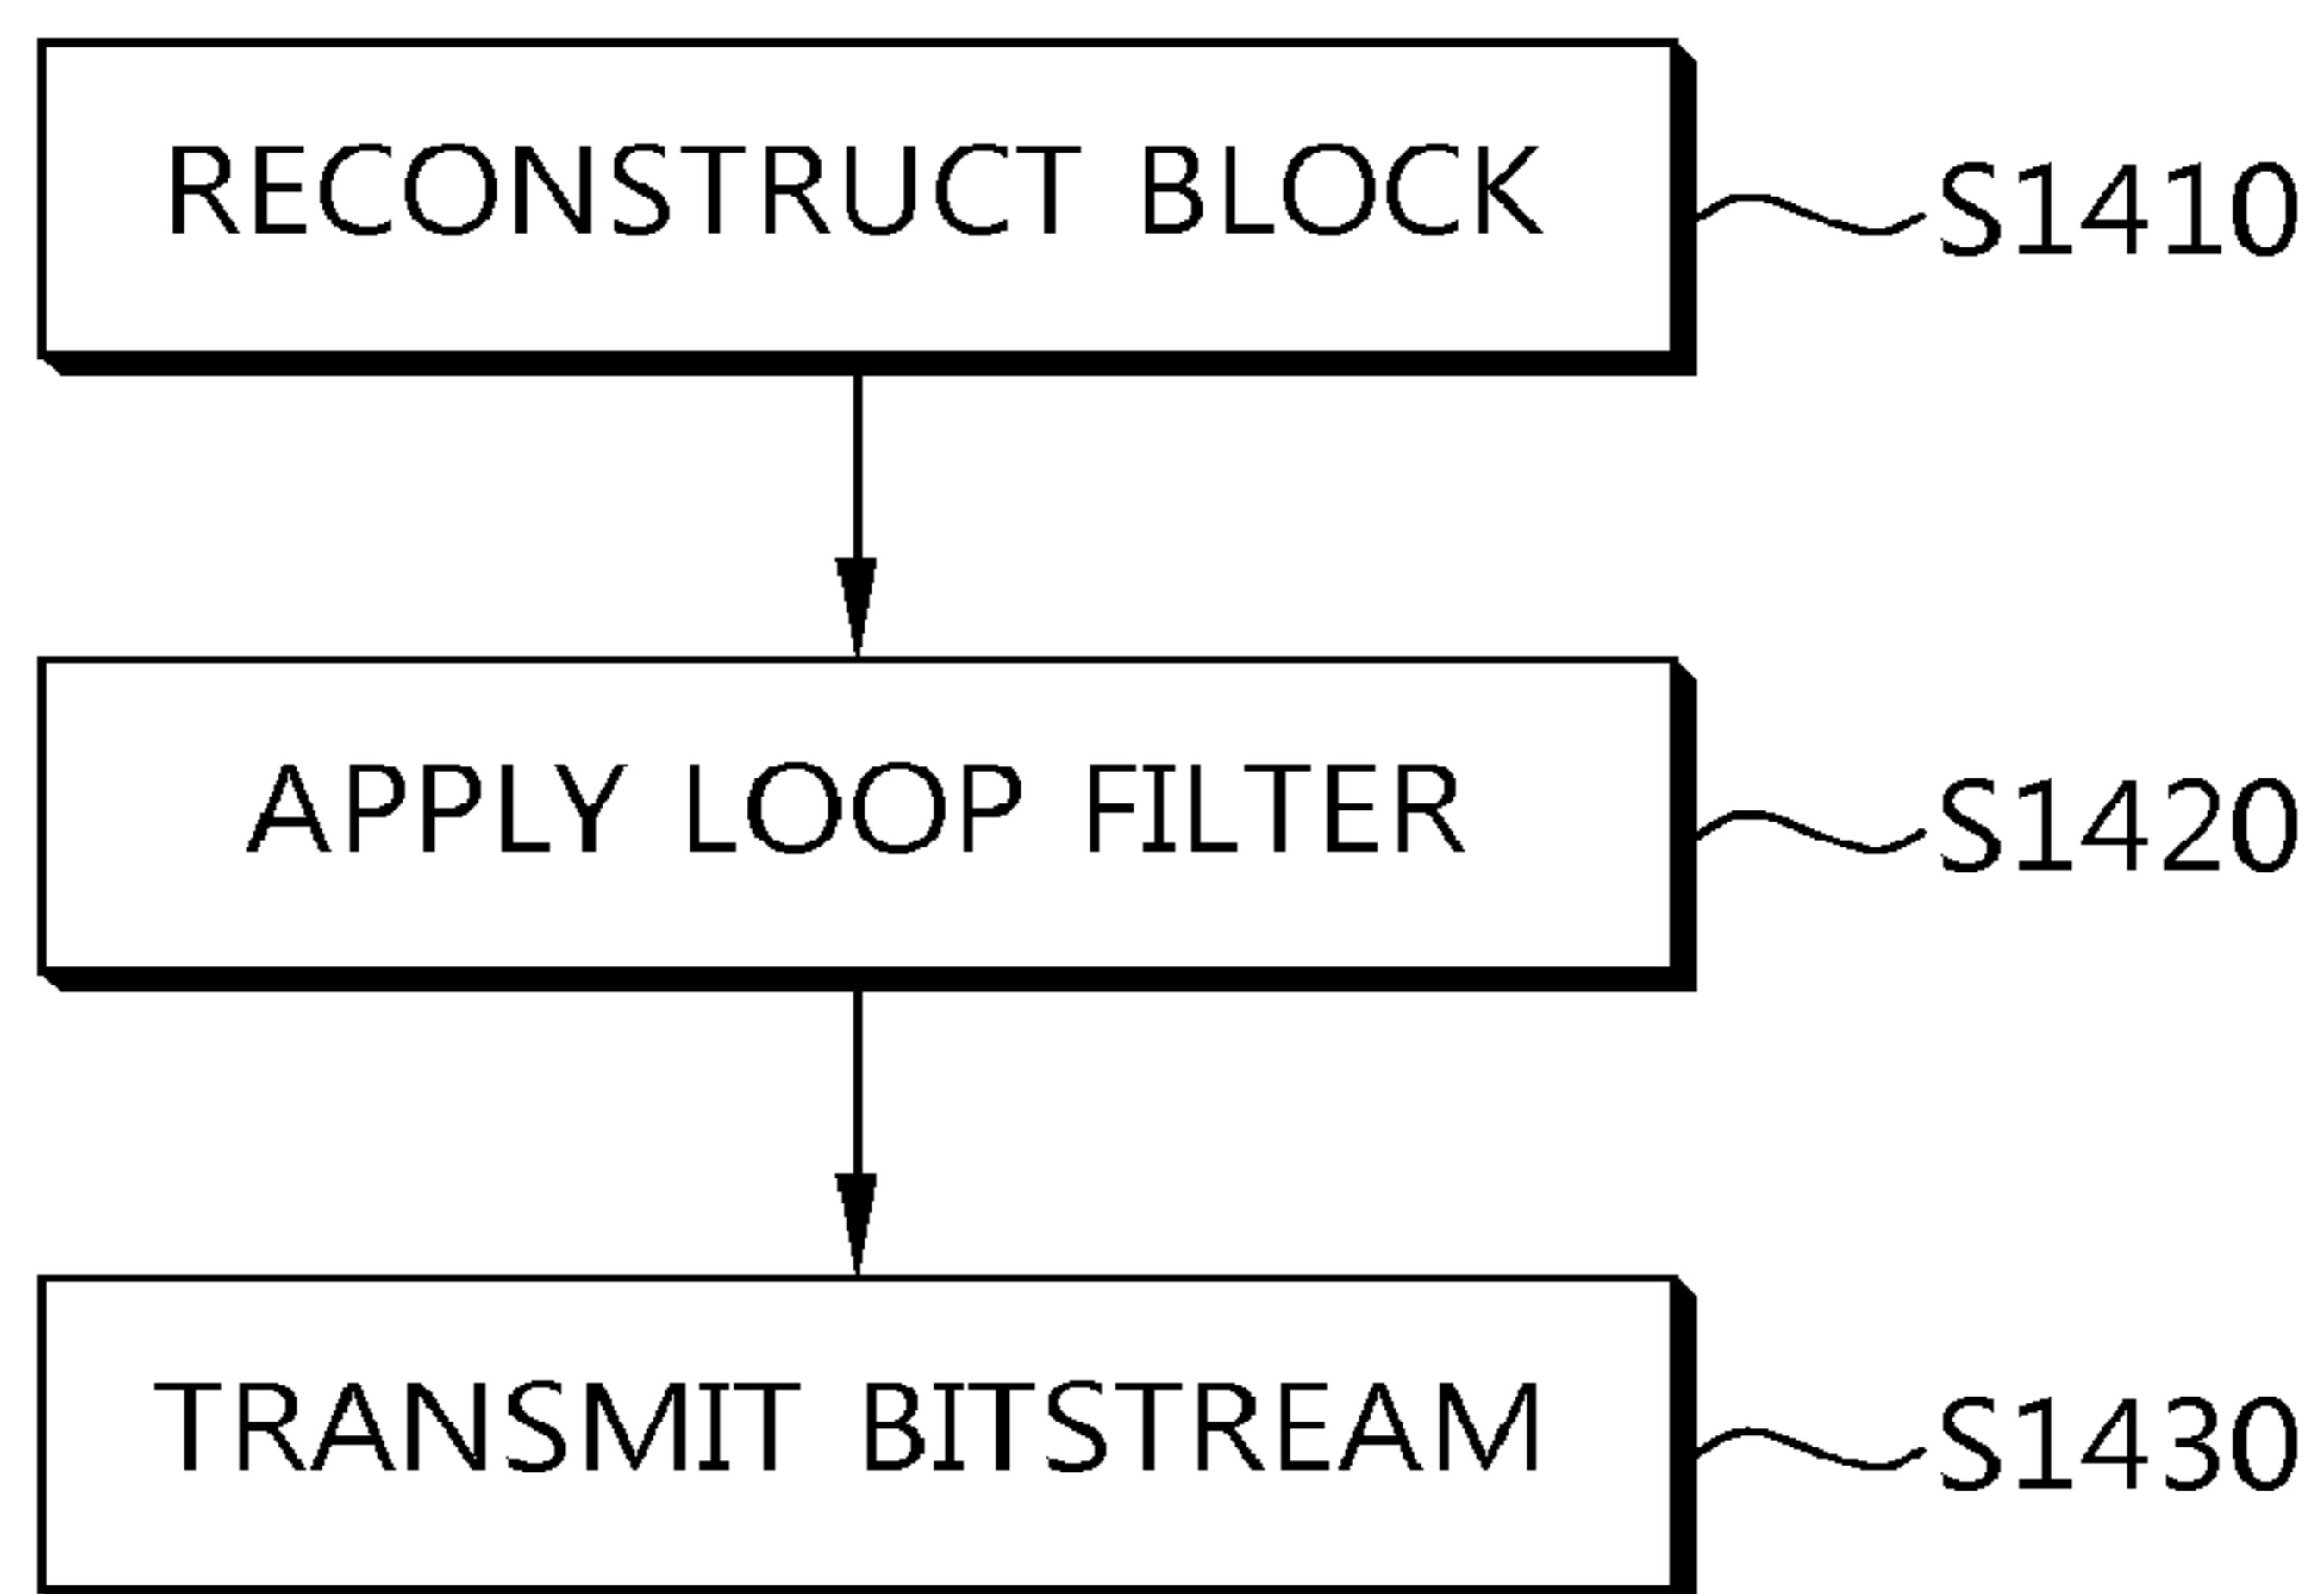 RECONSTRUCT BLOCK
S1410
APPLY LOOP FILTER
S1420
TRANSMIT BITSTREAM
S1430